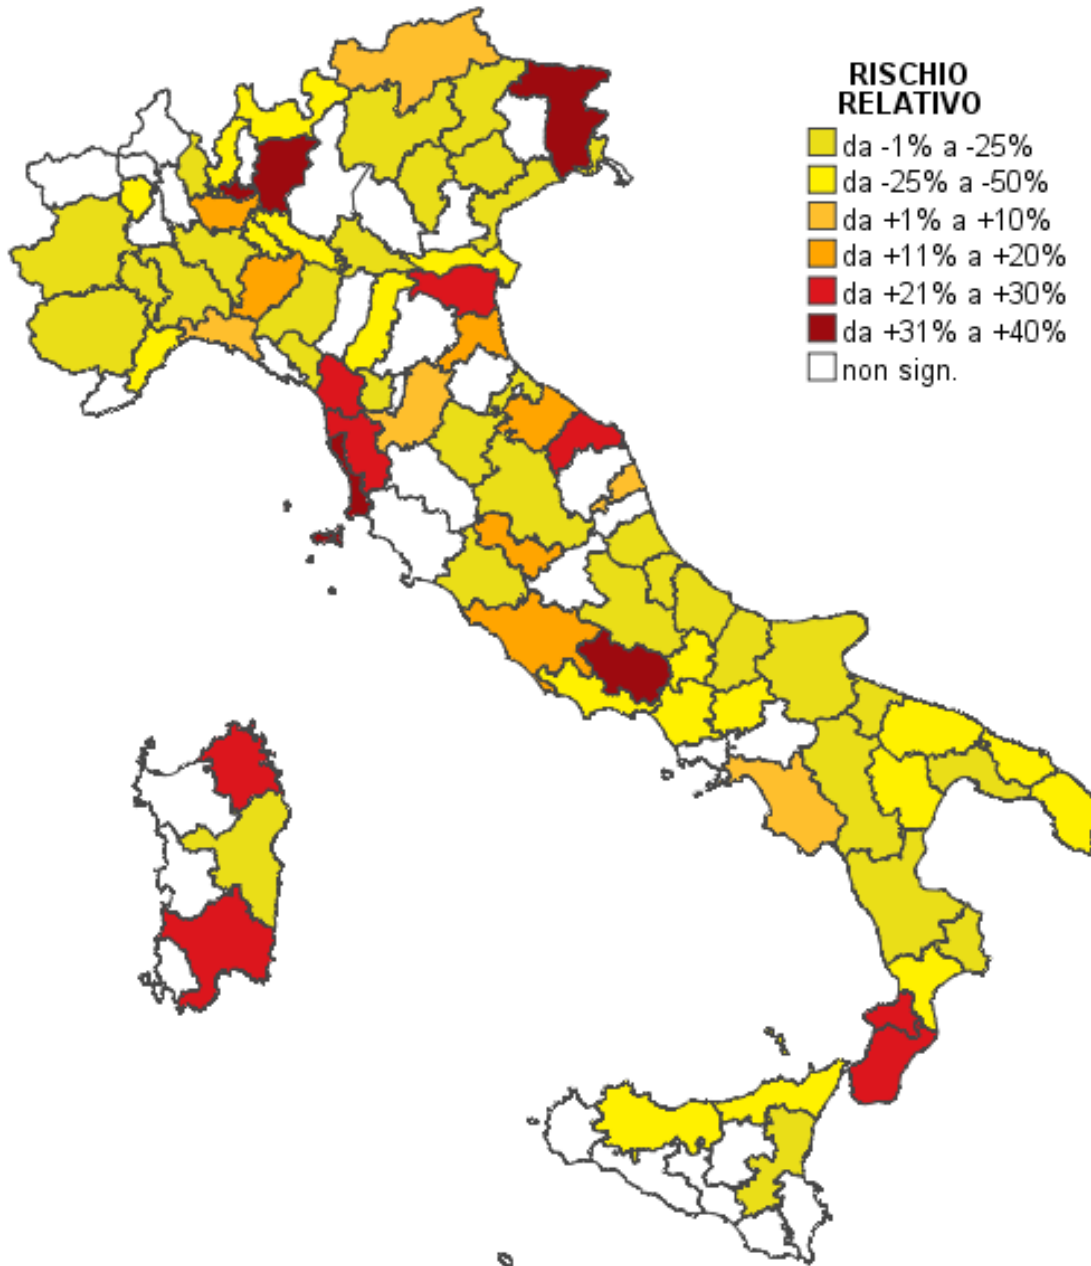 RISCHIO
RELATIVO
da -1% a -25%
da -25% a -50%
da +1% a +10%
da +11% a +20%
da +21% a +30%
da +31% a +40%
non sign.